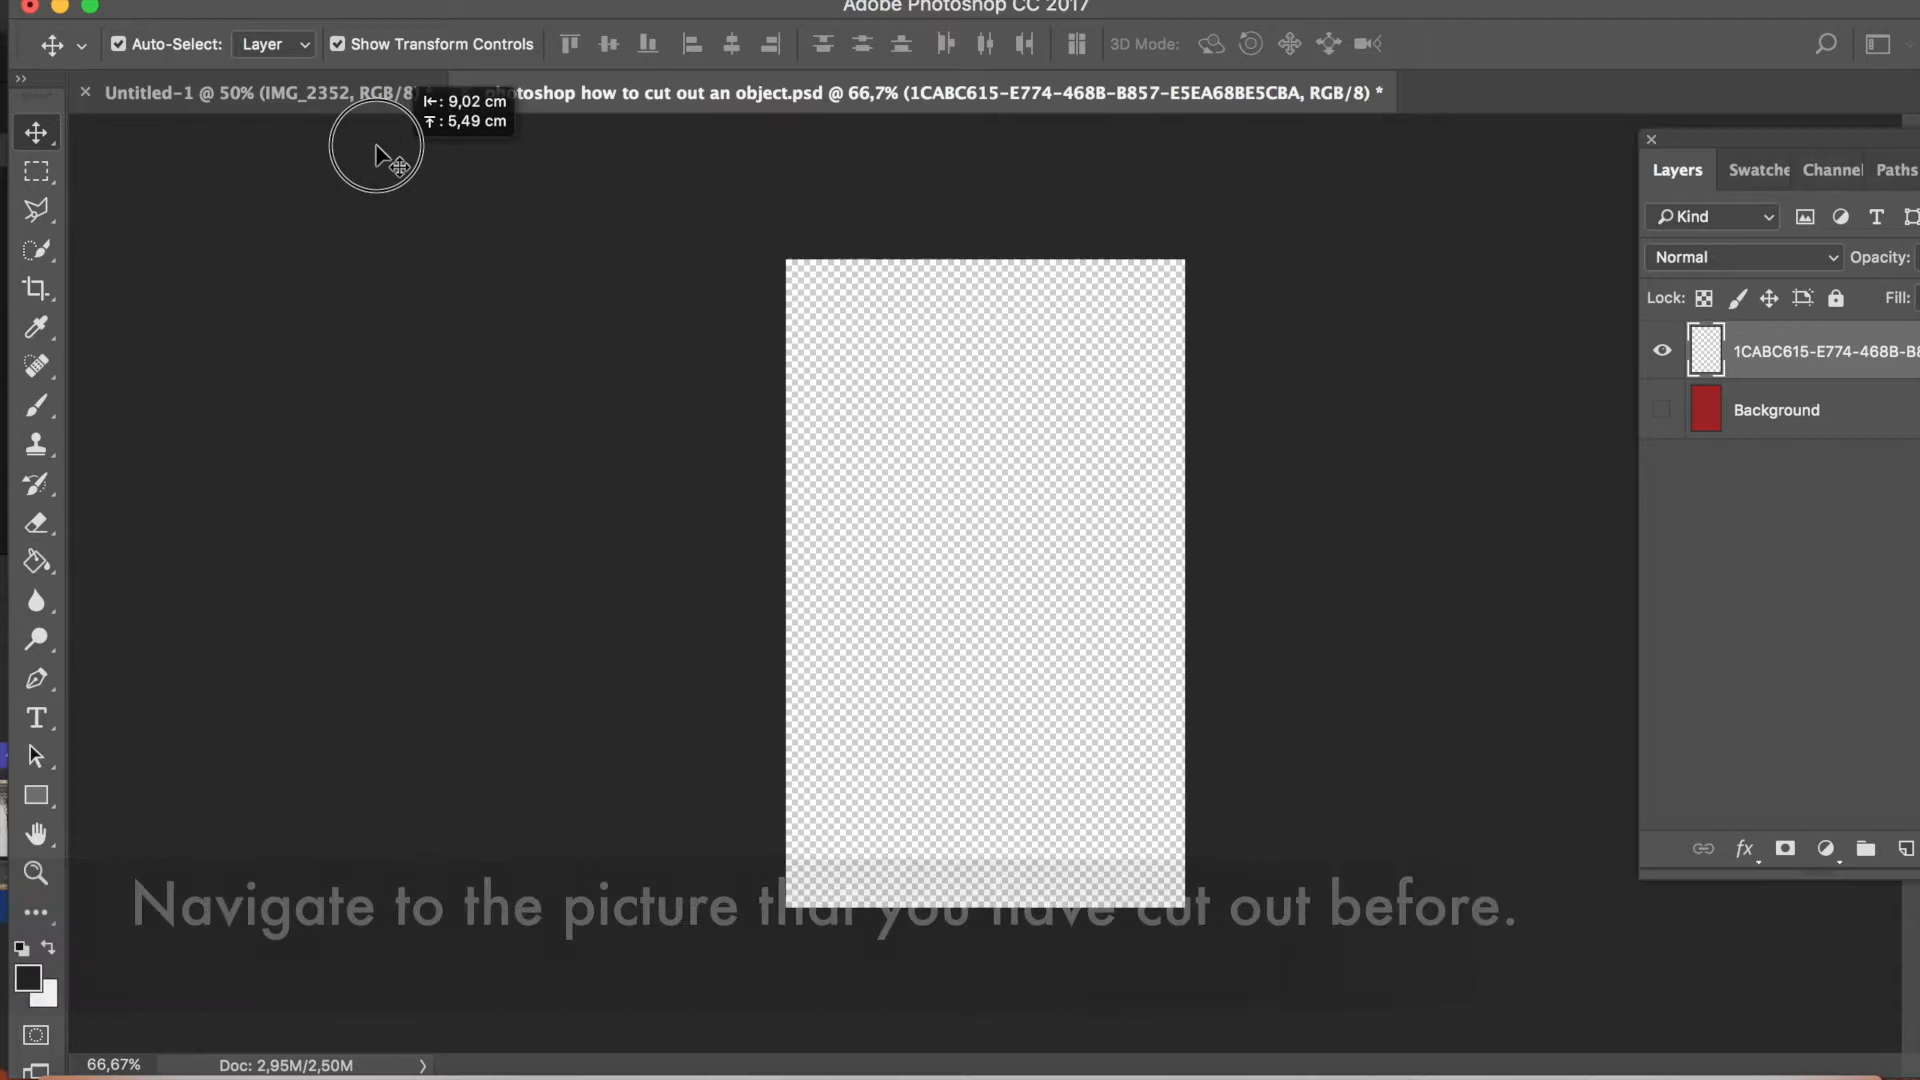 Adobe Photoshop CC 2017
Auto-Select: Layer Show Transform Controls 3D Mode:
Untitled-1 @ 50% (IMG_2352, RGB/8) photoshop how to cut out an object.psd @ 66,7% (1CABC615-E774-468B-B857-E5EA68BE5CBA, RGB/8) *
: 9,02 cm
: 5,49 cm
Layers Swatche Channel Paths
Kind
Normal Opacity:
Lock: Fill:
1CABC615-E774-468B-B8
Background
fx
Navigate to the picture that you have cut out before.
66,67% Doc: 2,95M/2,50M